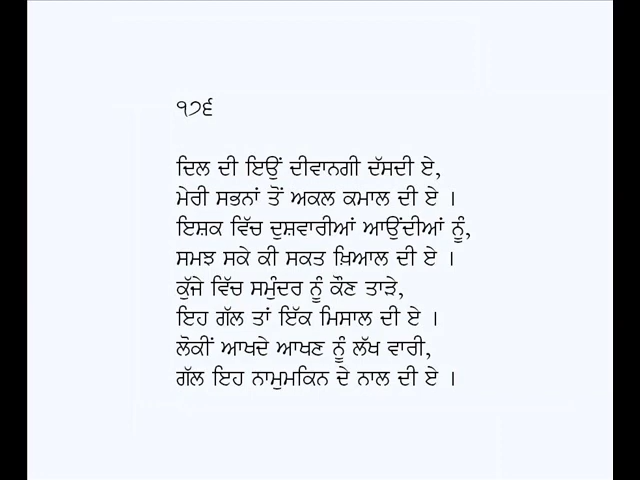 ੧੭੬
ਦਿਲ ਦੀ ਇਉਂ ਦੀਵਾਨਗੀ ਦੱਸਦੀ ਏ,
ਮੇਰੀ ਸਭਨਾਂ ਤੋਂ ਅਕਲ ਕਮਾਲ ਦੀ ਏ ।
ਇਸ਼ਕ ਵਿੱਚ ਦੁਸ਼ਵਾਰੀਆਂ ਆਉਂਦੀਆਂ ਨੂੰ,
ਸਮਝ ਸਕੇ ਕੀ ਸਕਤ ਖ਼ਿਆਲ ਦੀ ਏ ।
ਕੁੱਜੇ ਵਿੱਚ ਸਮੁੰਦਰ ਨੂੰ ਕੌਣ ਤਾੜੇ,
ਇਹ ਗੱਲ ਤਾਂ ਇੱਕ ਮਿਸਾਲ ਦੀ ਏ ।
ਲੋਕੀਂ ਆਖਦੇ ਆਖਣ ਨੂੰ ਲੱਖ ਵਾਰੀ,
ਗੱਲ ਇਹ ਨਾਮੁਮਕਿਨ ਦੇ ਨਾਲ ਦੀ ਏ ।